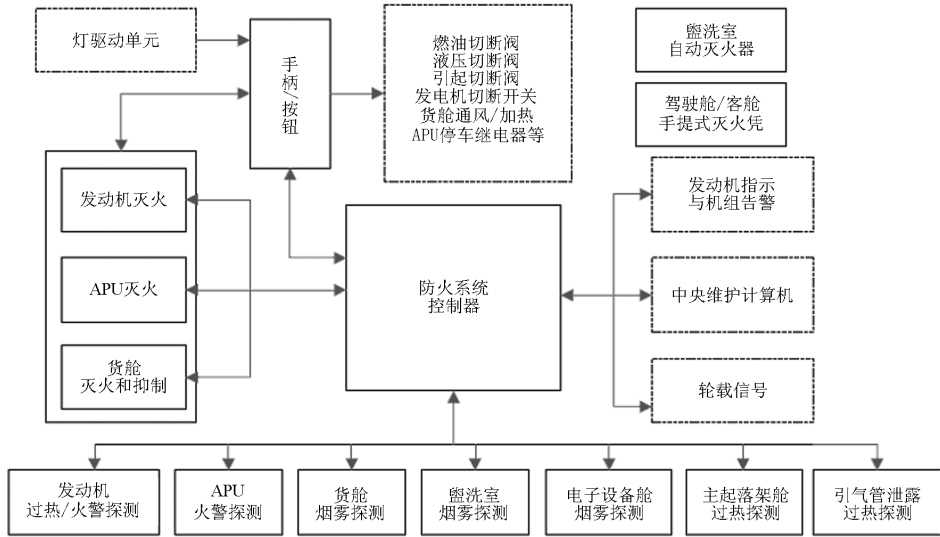 灯驱动单元
手柄/按钮
燃油切断阀
液压切断阀
引起切断阀
发电机切断开关
货舱通风/加热
APU停车继电器等
盥洗室
自动灭火器
驾驶舱/客舱
手提式灭火凭
发动机灭火
APU灭火
货舱
灭火和抑制
防火系统
控制器
发动机指示
与机组告警
中央维护计算机
轮载信号
发动机
过热/火警探测
APU
火警探测
货舱
烟雾探测
盥洗室
烟雾探测
电子设备舱
烟雾探测
主起落架舱
过热探测
引气管泄露
过热探测